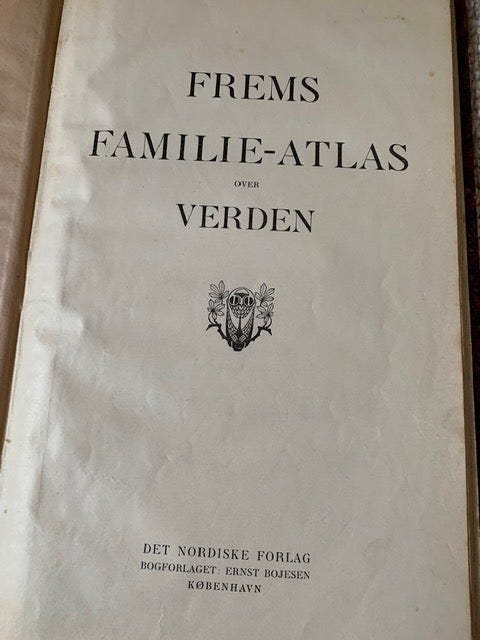 FREMS
FAMILIE-ATLAS
OVER
VERDEN
DET NORDISKE FORLAG
BOGFORLAGET: ERNST BOJESEN
KØBENHAVN